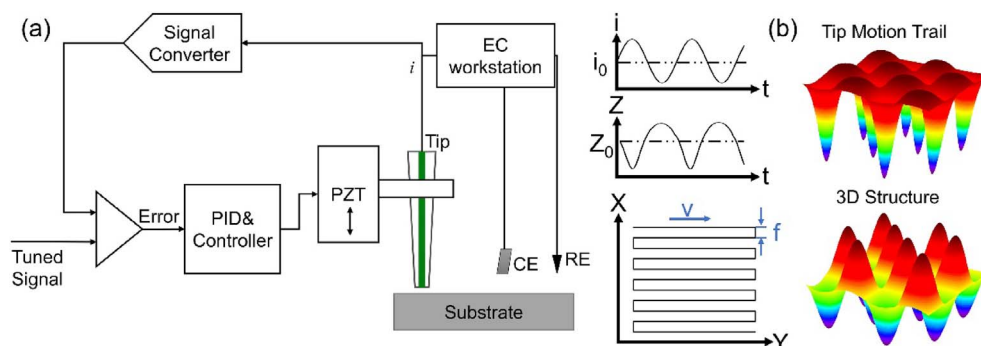 (a)
Signal
Converter
i
EC
workstation
Tip
PZT
Error
PID&
Controller
Tuned
Signal
CE
RE
Substrate
i
i0
t
Z
Z0
t
X
V
f
Y
(b)
Tip Motion Trail
3D Structure